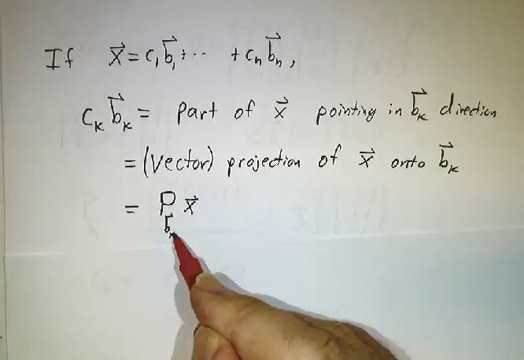 If x⃗ = c₁b⃗₁ + ⋯ + cₙb⃗ₙ,
cₖb⃗ₖ = part of x⃗ pointing in b⃗ₖ direction
= (vector) projection of x⃗ onto b⃗ₖ
= P_b⃗ₖ x⃗